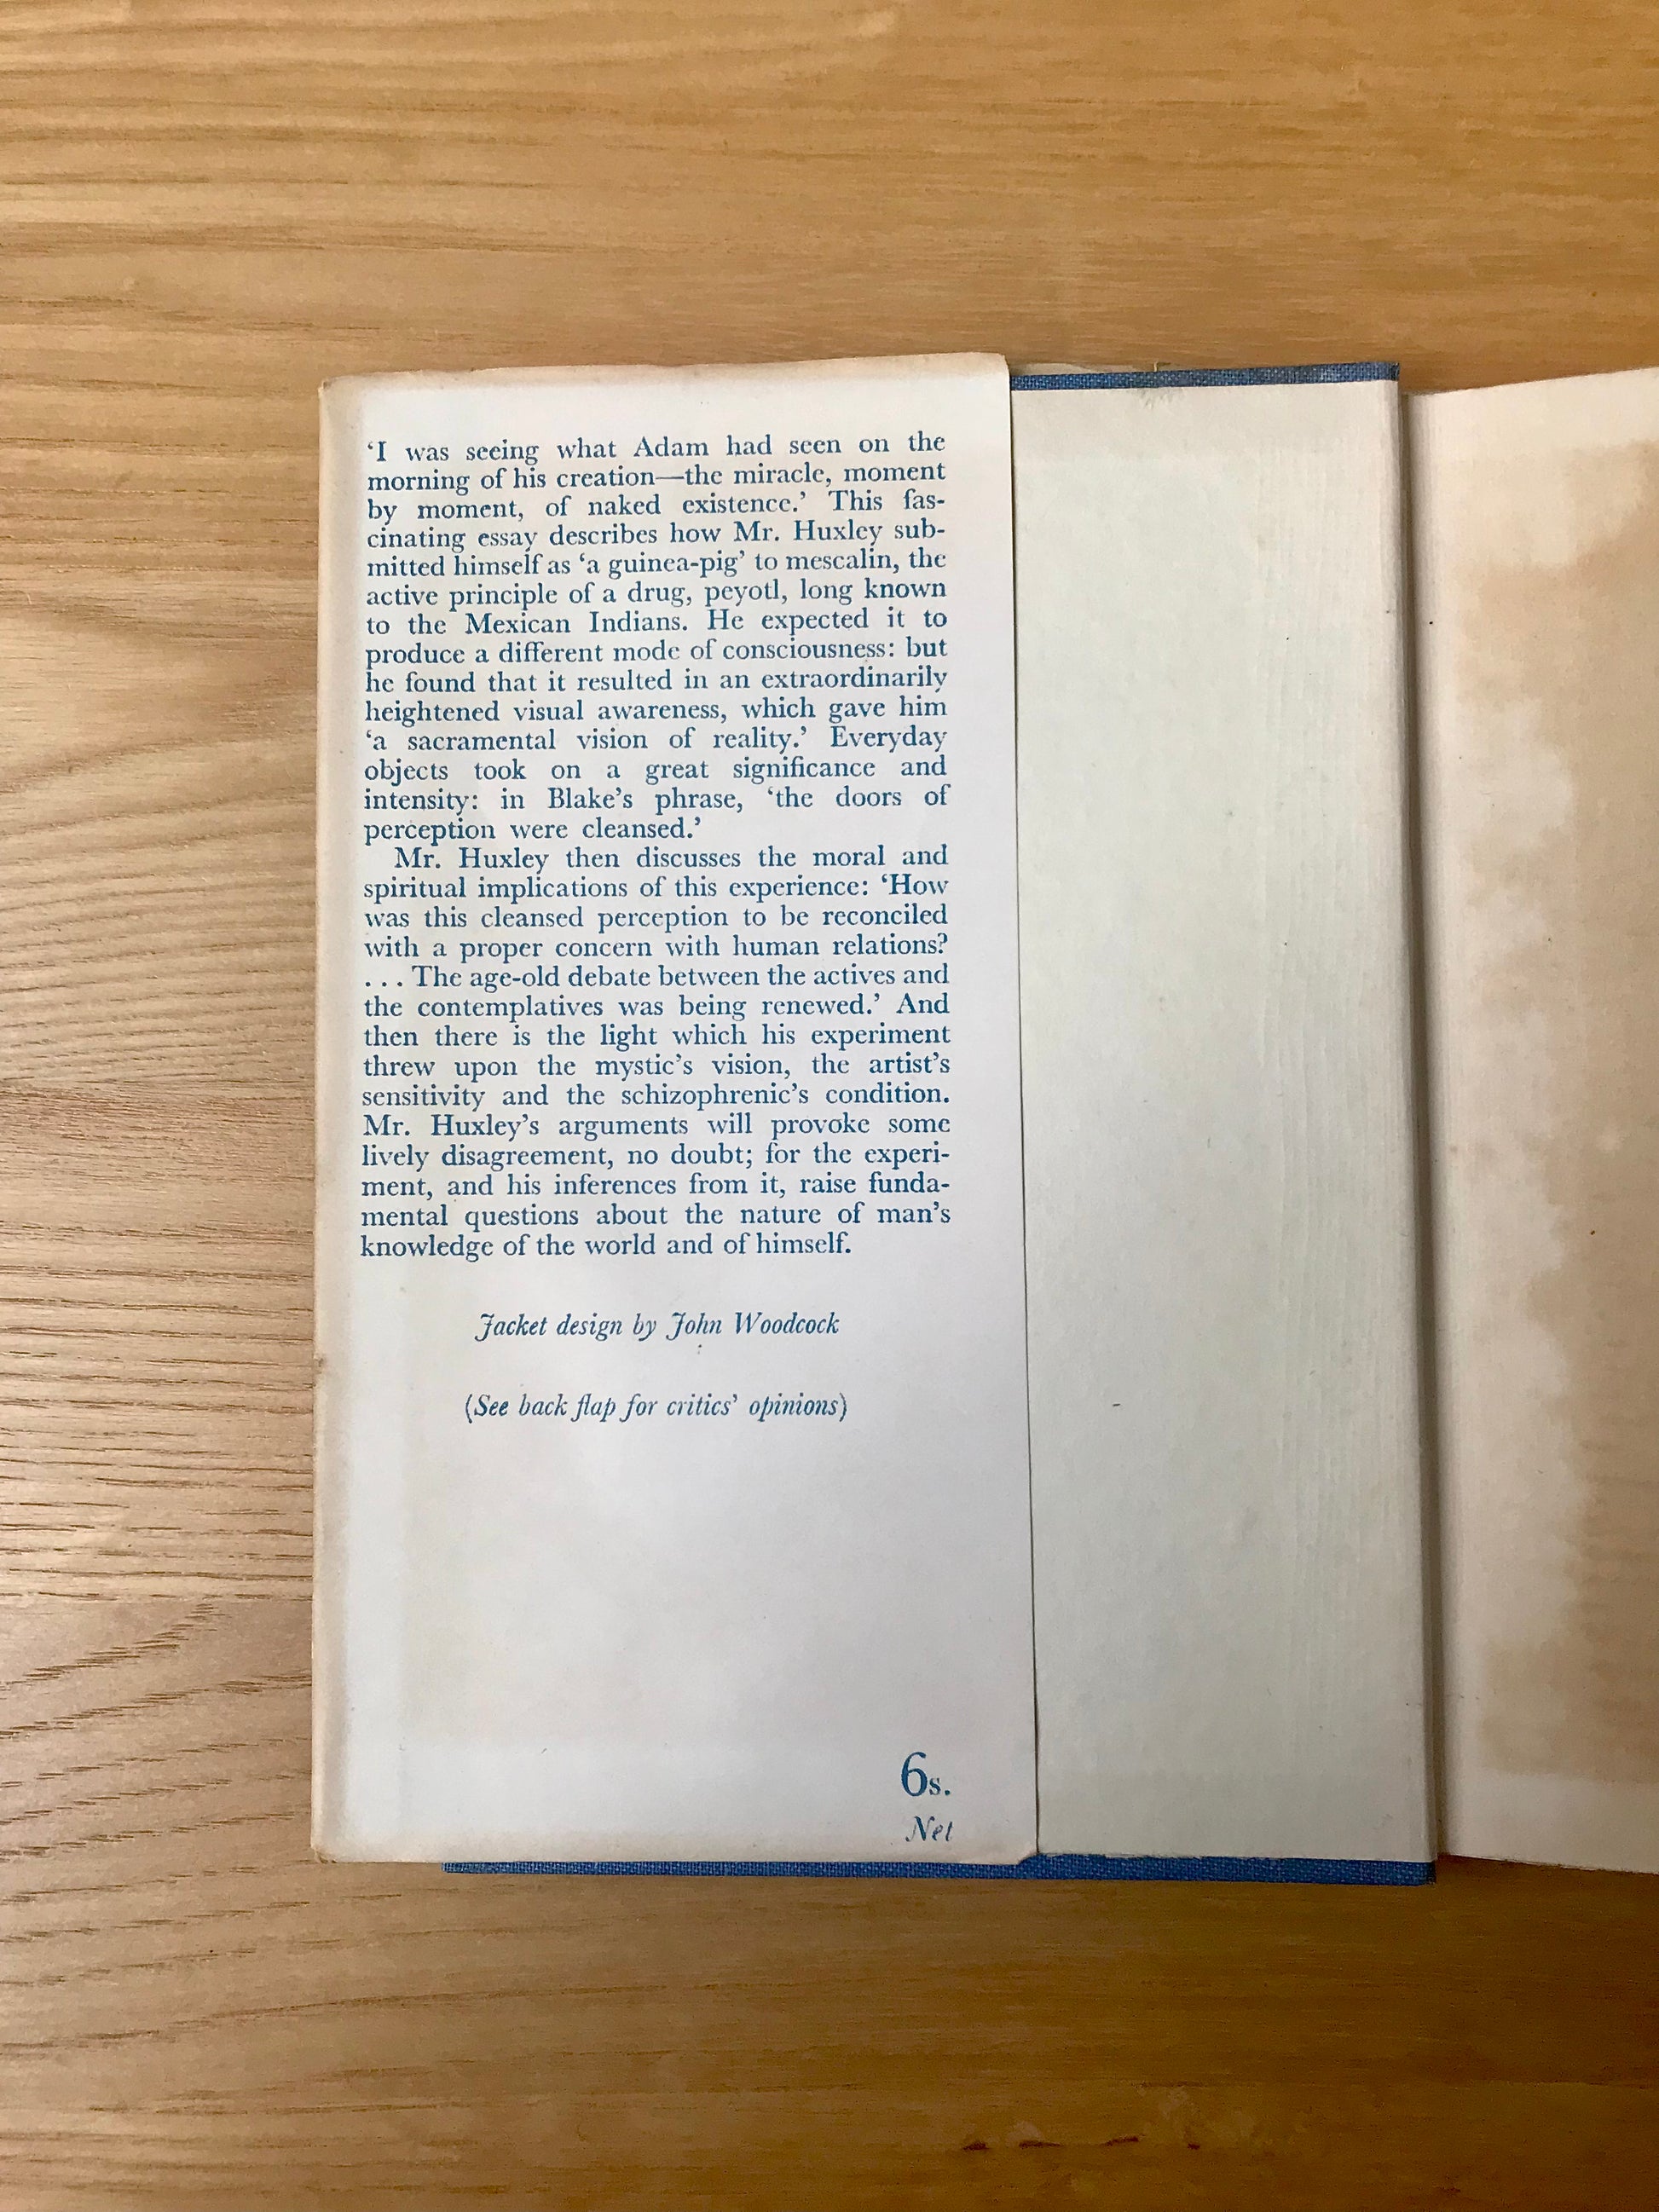 ‘I was seeing what Adam had seen on the
morning of his creation—the miracle, moment
by moment, of naked existence.’ This fas-
cinating essay describes how Mr. Huxley sub-
mitted himself as ‘a guinea-pig’ to mescalin, the
active principle of a drug, peyotl, long known
to the Mexican Indians. He expected it to
produce a different mode of consciousness: but
he found that it resulted in an extraordinarily
heightened visual awareness, which gave him
‘a sacramental vision of reality.’ Everyday
objects took on a great significance and
intensity: in Blake’s phrase, ‘the doors of
perception were cleansed.’
Mr. Huxley then discusses the moral and
spiritual implications of this experience: ‘How
was this cleansed perception to be reconciled
with a proper concern with human relations?
. . . The age-old debate between the actives and
the contemplatives was being renewed.’ And
then there is the light which his experiment
threw upon the mystic’s vision, the artist’s
sensitivity and the schizophrenic’s condition.
Mr. Huxley’s arguments will provoke some
lively disagreement, no doubt; for the experi-
ment, and his inferences from it, raise funda-
mental questions about the nature of man’s
knowledge of the world and of himself.
Jacket design by John Woodcock
(See back flap for critics’ opinions)
6s.
Net